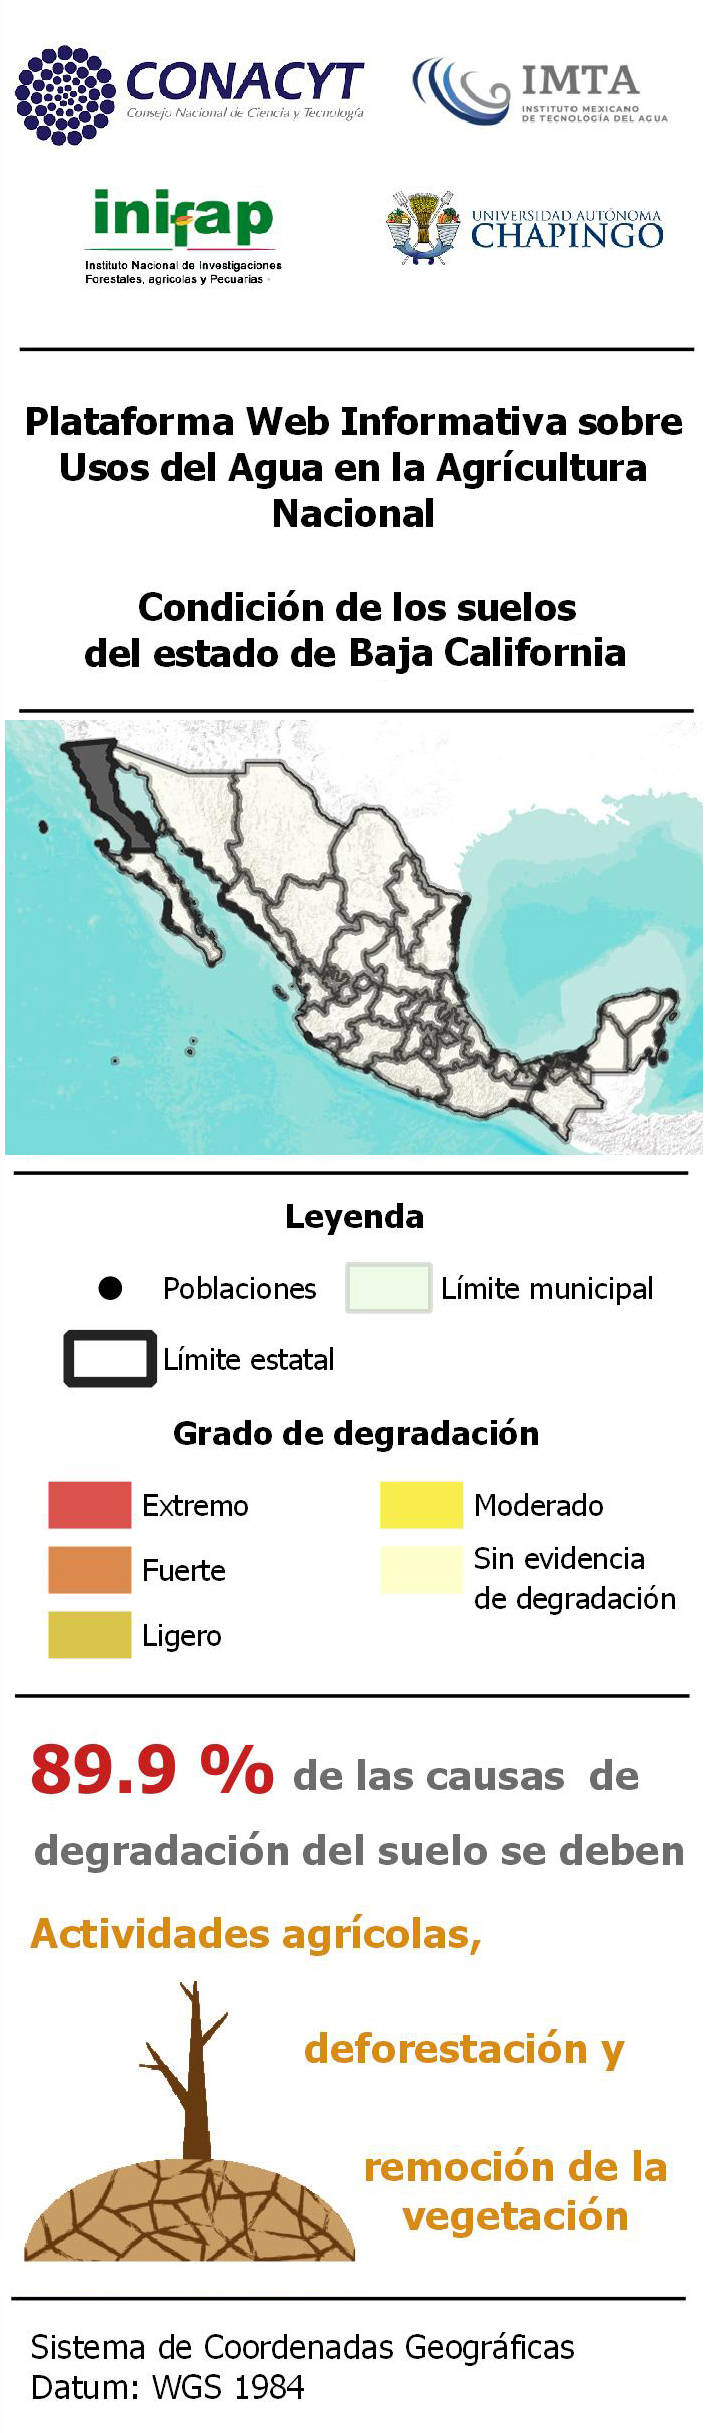 CONACYT
Consejo Nacional de Ciencia y Tecnología
IMTA
INSTITUTO MEXICANO
DE TECNOLOGÍA DEL AGUA
inifap
Instituto Nacional de Investigaciones
Forestales, agricolas y Pecuarias
UNIVERSIDAD AUTÓNOMA
CHAPINGO
Plataforma Web Informativa sobre
Usos del Agua en la Agrícultura
Nacional
Condición de los suelos
del estado de Baja California
Leyenda
Poblaciones
Límite municipal
Límite estatal
Grado de degradación
Extremo
Moderado
Fuerte
Sin evidencia
de degradación
Ligero
89.9 % de las causas de
degradación del suelo se deben
Actividades agrícolas,
deforestación y
remoción de la
vegetación
Sistema de Coordenadas Geográficas
Datum: WGS 1984